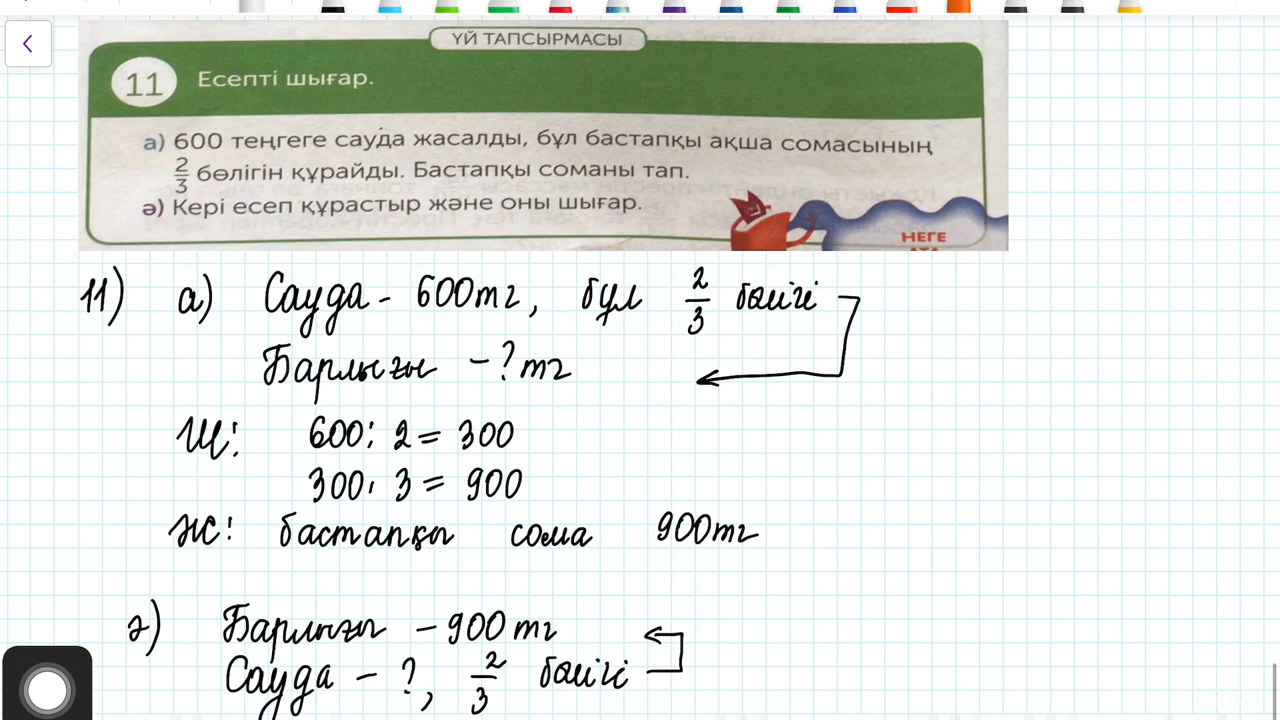 ҮЙ ТАПСЫРМАСЫ
11 Есепті шығар.
а) 600 теңгеге сауда жасалды, бұл бастапқы ақша сомасының
2/3 бөлігін құрайды. Бастапқы соманы тап.
ә) Кері есеп құрастыр және оны шығар.
НЕГЕ
11) а) Сауда - 600тг, бұл 2/3 бөлігі
Барлығы - ? тг
Ш: 600 : 2 = 300
300 · 3 = 900
Ж: бастапқы сома 900тг
ә) Барлығы - 900 тг
Сауда - ?, 2/3 бөлігі